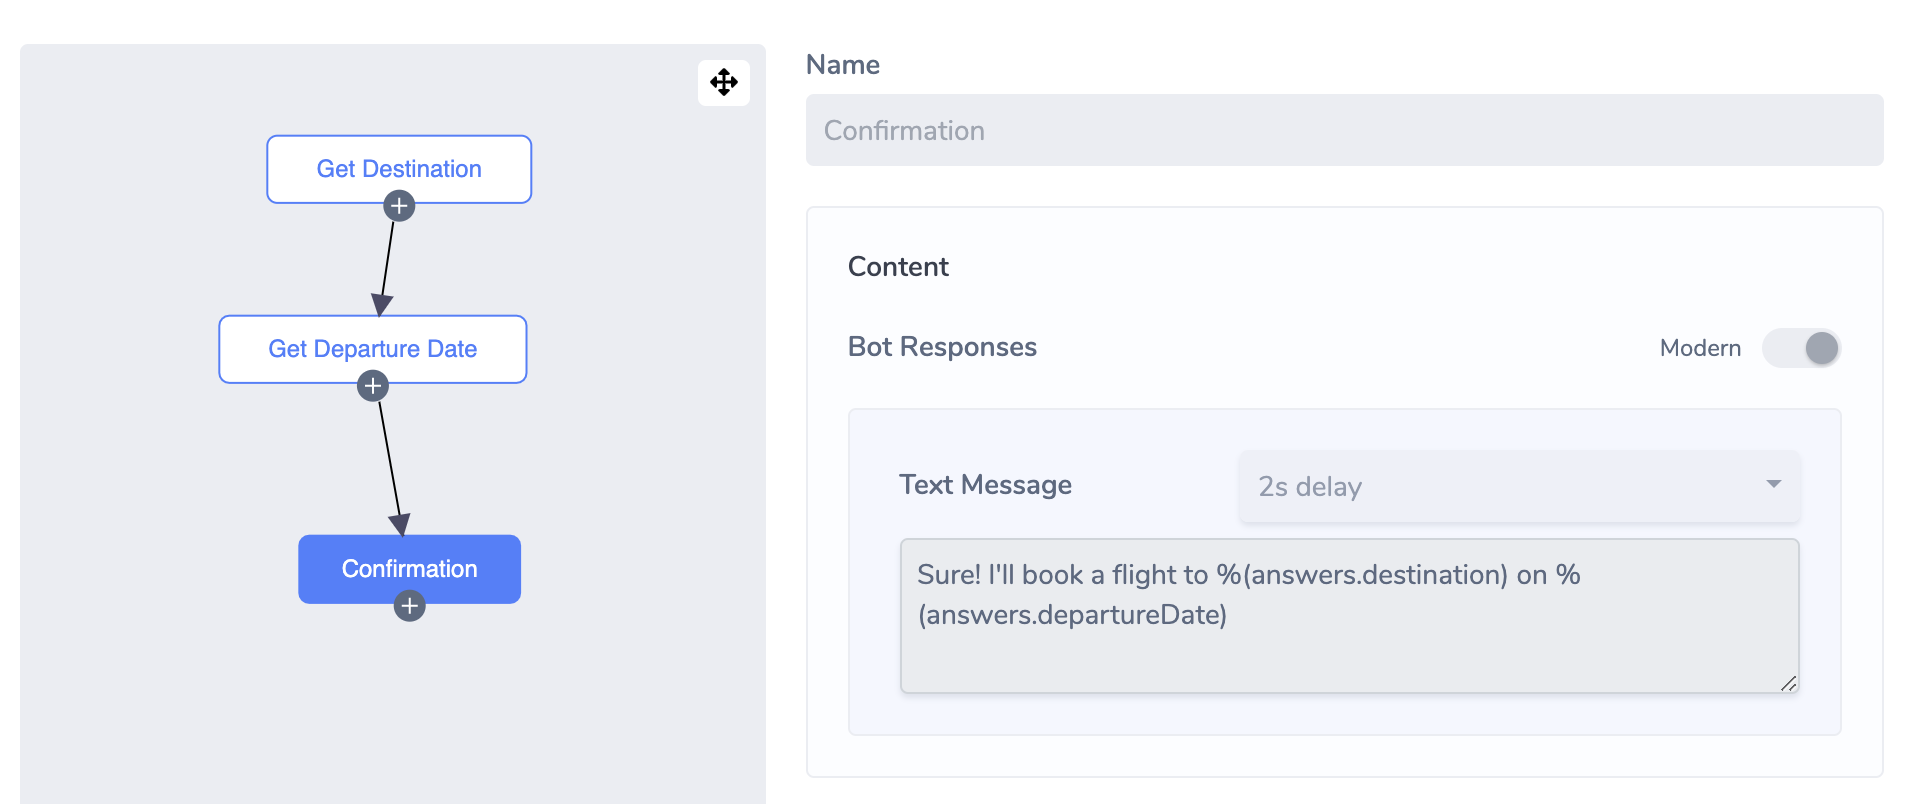 Get Destination
Get Departure Date
Confirmation
Name
Confirmation
Content
Bot Responses
Modern
Text Message
2s delay
Sure! I'll book a flight to %(answers.destination) on %
(answers.departureDate)